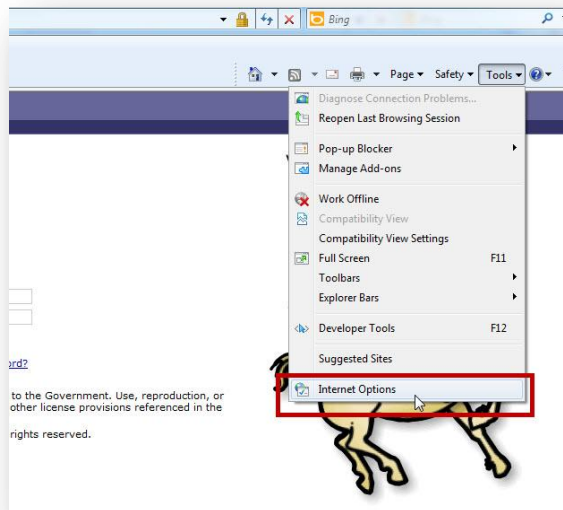 Bing
Page Safety Tools
Diagnose Connection Problems...
Reopen Last Browsing Session
Pop-up Blocker
Manage Add-ons
Work Offline
Compatibility View
Compatibility View Settings
Full Screen F11
Toolbars
Explorer Bars
Developer Tools F12
Suggested Sites
Internet Options
ord?
to the Government. Use, reproduction, or
other license provisions referenced in the
rights reserved.